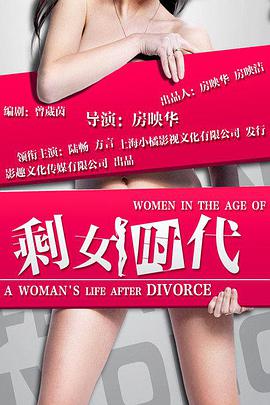 出品人：房映华 房映洁
编剧：曾葳茵
导演：房映华
领衔主演：陆畅 方言 上海小橘影视文化有限公司 发行
影趣文化传媒有限公司 出品
WOMEN IN THE AGE OF
剩女时代
A WOMAN'S LIFE AFTER DIVORCE